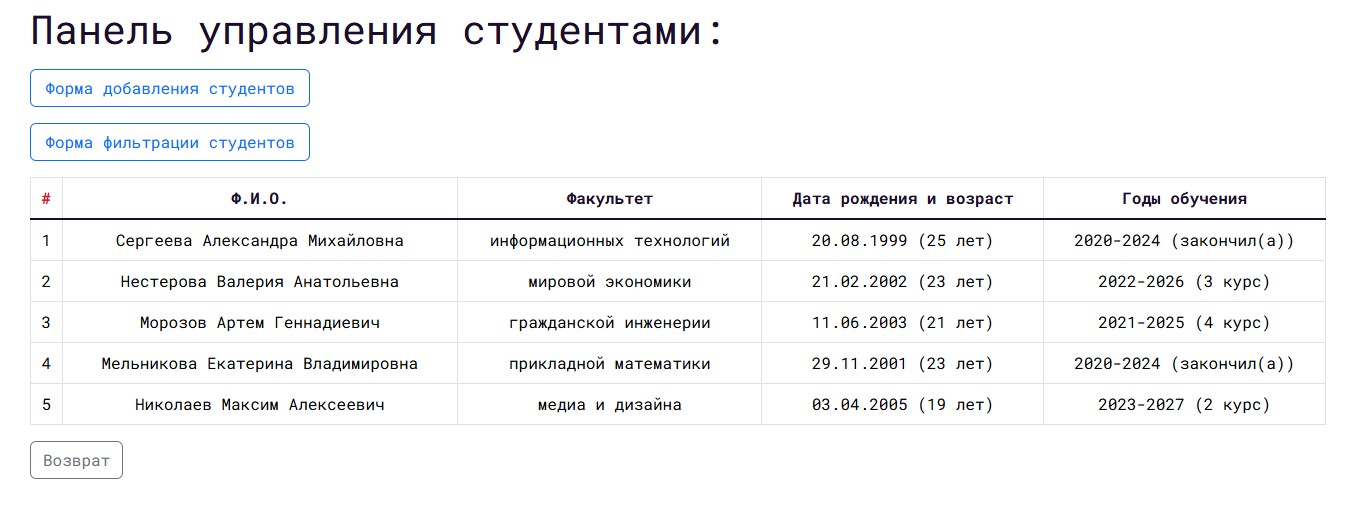 Панель управления студентами:
Форма добавления студентов
Форма фильтрации студентов
# Ф.И.О. Факультет Дата рождения и возраст Годы обучения
1 Сергеева Александра Михайловна информационных технологий 20.08.1999 (25 лет) 2020-2024 (закончил(а))
2 Нестерова Валерия Анатольевна мировой экономики 21.02.2002 (23 лет) 2022-2026 (3 курс)
3 Морозов Артем Геннадиевич гражданской инженерии 11.06.2003 (21 лет) 2021-2025 (4 курс)
4 Мельникова Екатерина Владимировна прикладной математики 29.11.2001 (23 лет) 2020-2024 (закончил(а))
5 Николаев Максим Алексеевич медиа и дизайна 03.04.2005 (19 лет) 2023-2027 (2 курс)
Возврат